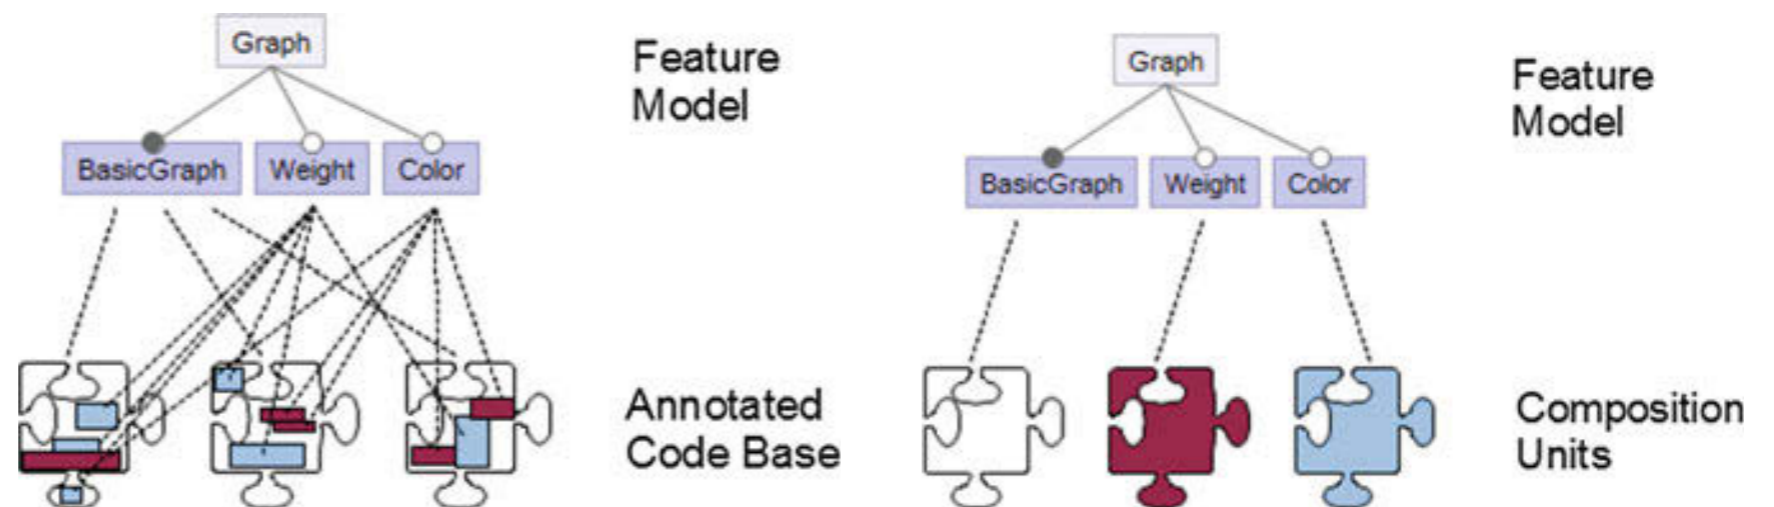 Graph
Feature
Model
BasicGraph
Weight
Color
Annotated
Code Base
Graph
Feature
Model
BasicGraph
Weight
Color
Composition
Units